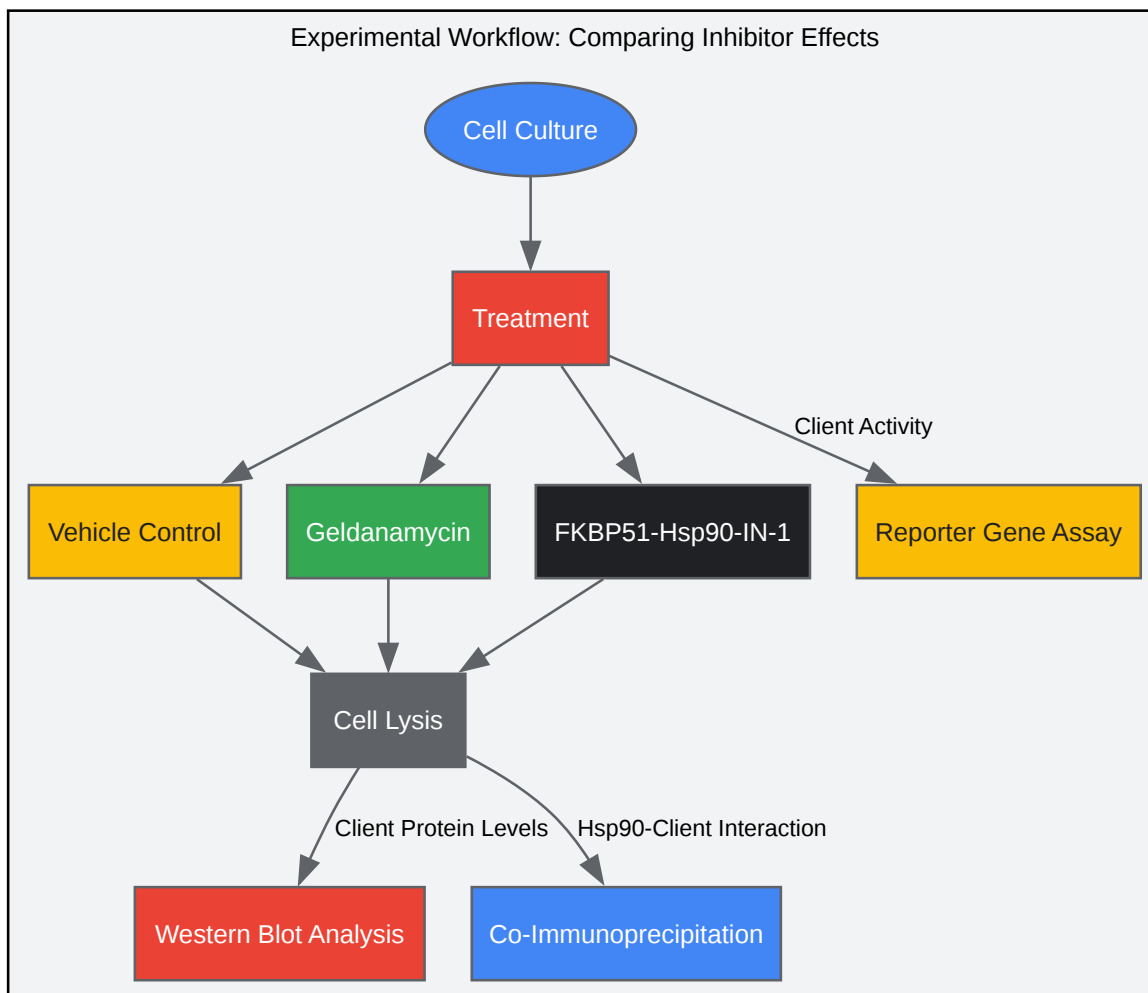 Experimental Workflow: Comparing Inhibitor Effects
Cell Culture
Treatment
Client Activity
Vehicle Control
Geldanamycin
FKBP51-Hsp90-IN-1
Reporter Gene Assay
Cell Lysis
Client Protein Levels
Hsp90-Client Interaction
Western Blot Analysis
Co-Immunoprecipitation